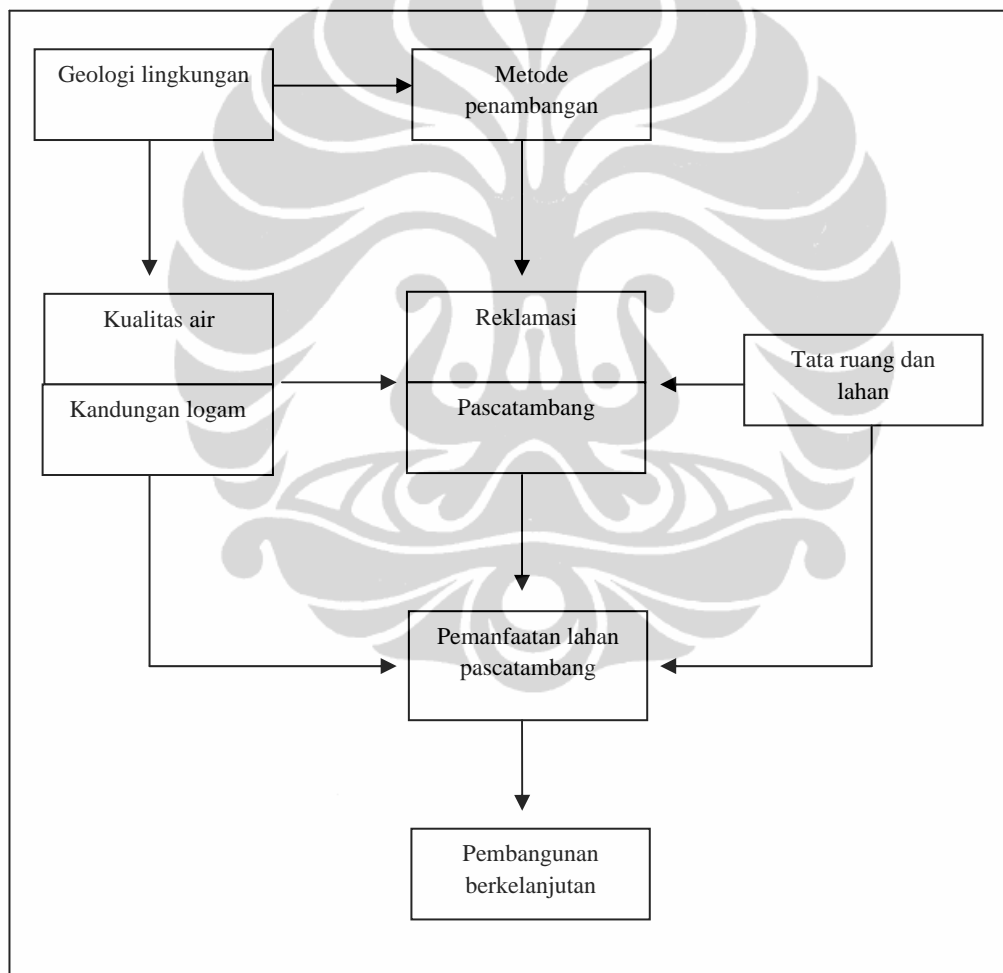 Geologi lingkungan
Metode
penambangan
Kualitas air
Kandungan logam
Reklamasi
Pascatambang
Tata ruang dan
lahan
Pemanfaatan lahan
pascatambang
Pembangunan
berkelanjutan